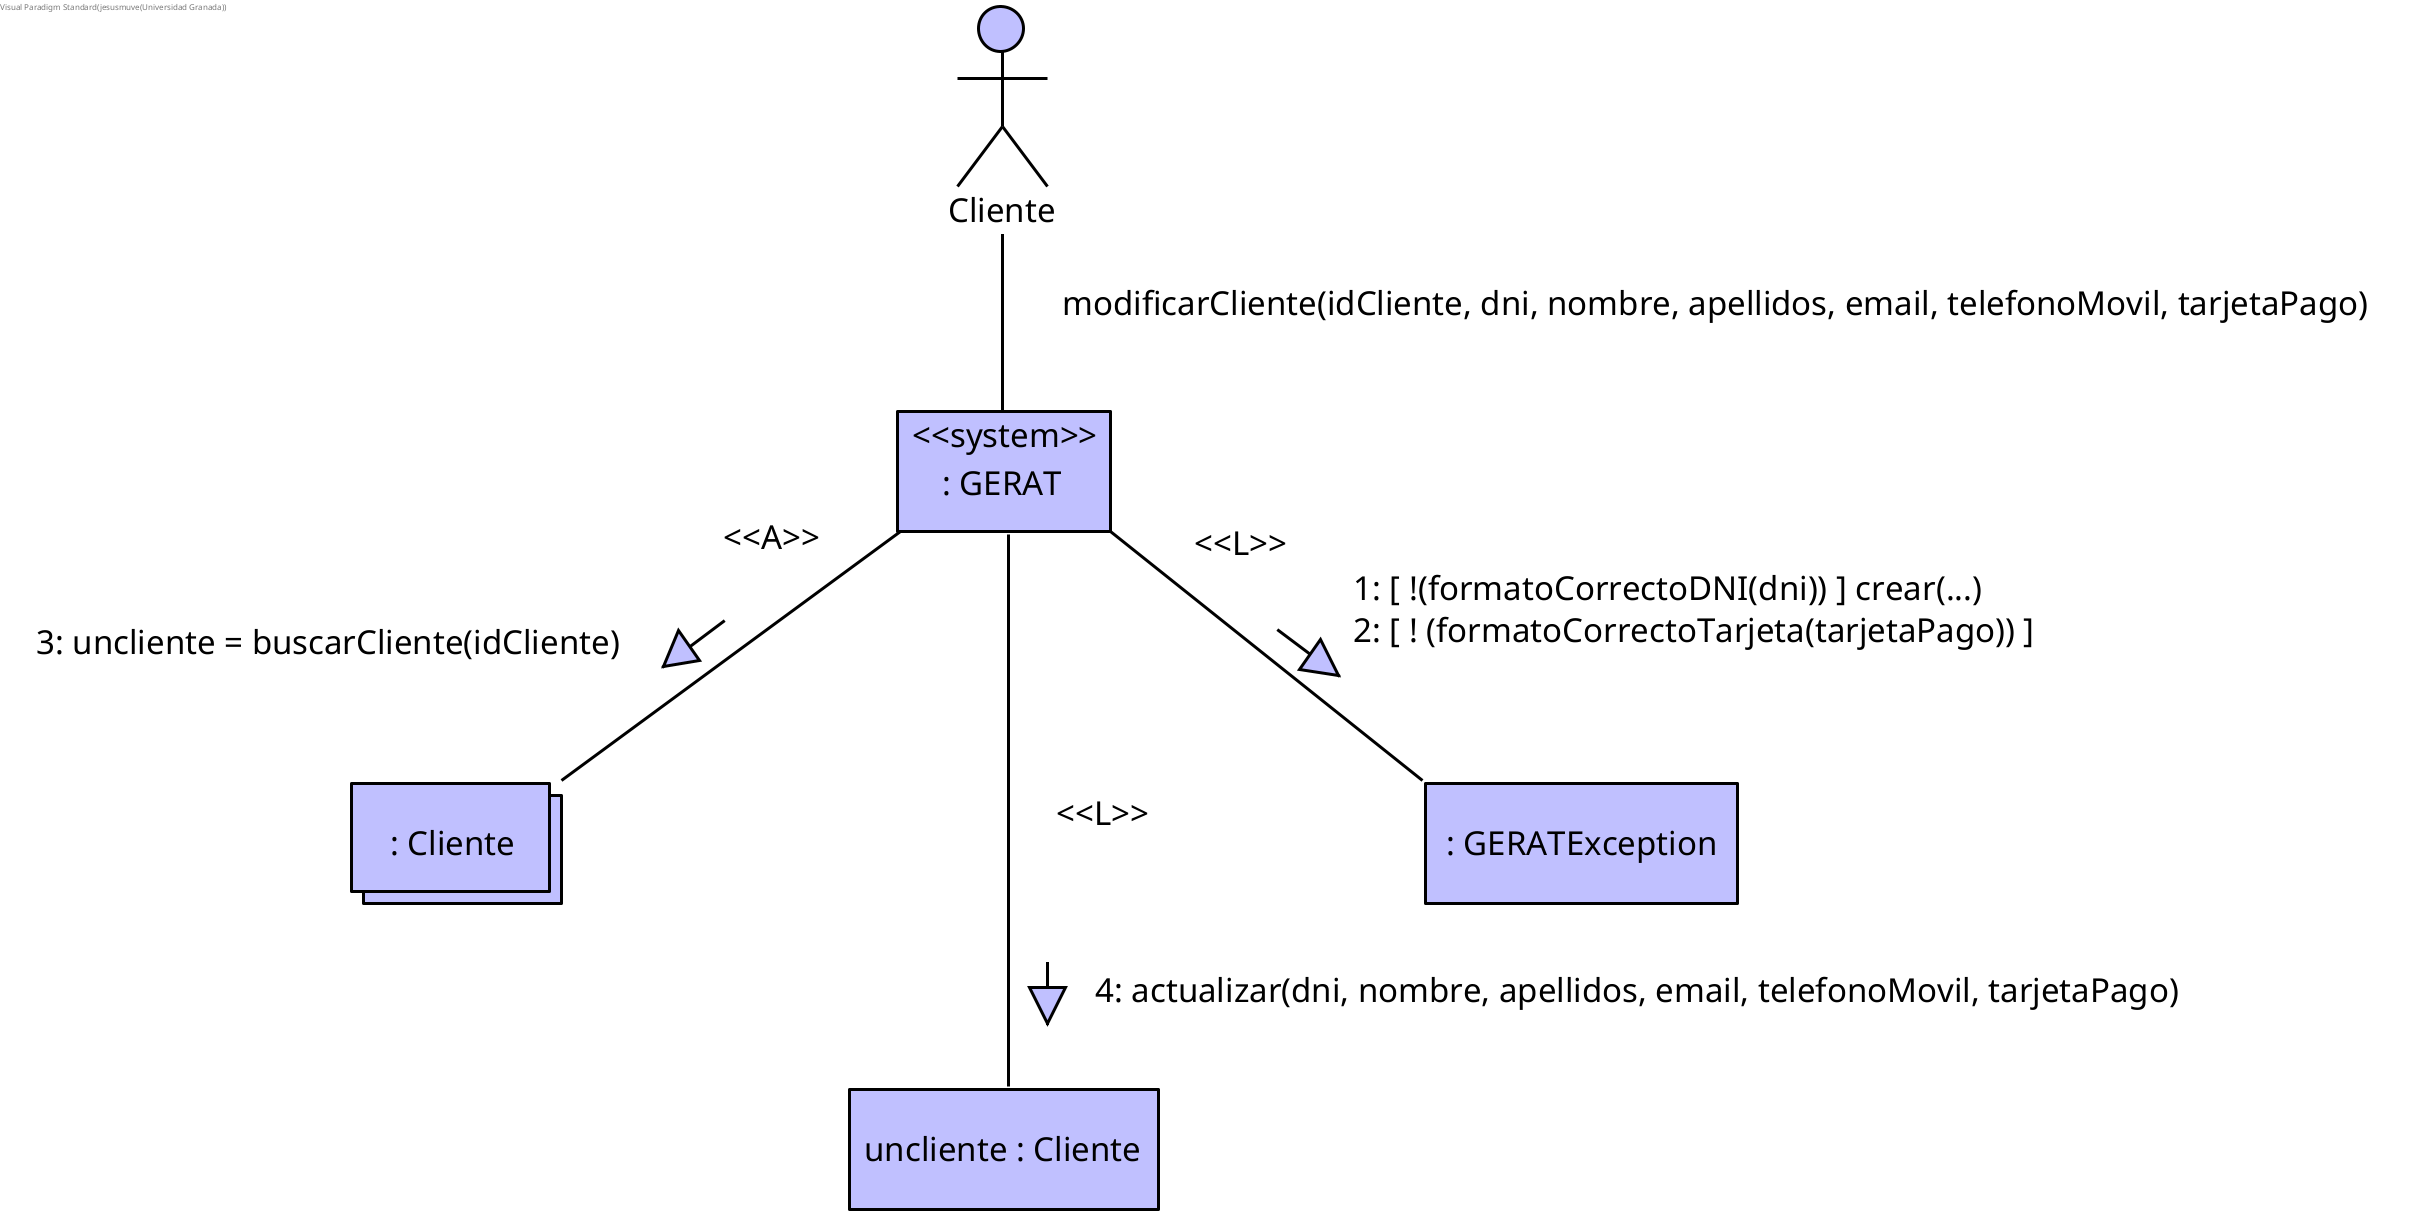 Visual Paradigm Standard(jesusmuve(Universidad Granada))
Cliente
modificarCliente(idCliente, dni, nombre, apellidos, email, telefonoMovil, tarjetaPago)
<<system>>
: GERAT
<<A>>
<<L>>
1: [ !(formatoCorrectoDNI(dni)) ] crear(...)
2: [ ! (formatoCorrectoTarjeta(tarjetaPago)) ]
3: uncliente = buscarCliente(idCliente)
: Cliente
<<L>>
: GERATException
4: actualizar(dni, nombre, apellidos, email, telefonoMovil, tarjetaPago)
uncliente : Cliente